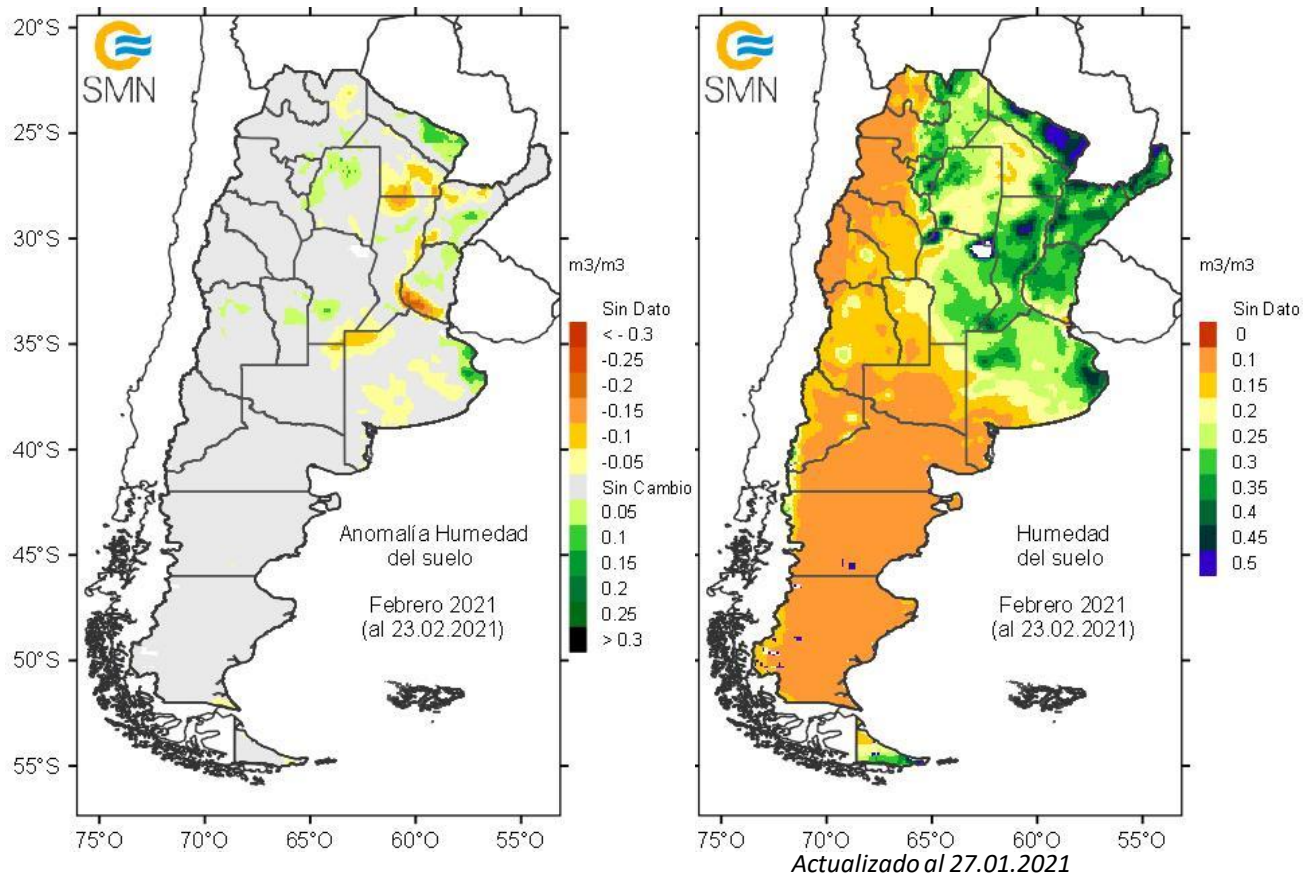 SMN
20°S
25°S
30°S
35°S
40°S
45°S
50°S
55°S
75°O
70°O
65°O
60°O
55°O
Anomalía Humedad
del suelo
Febrero 2021
(al 23.02.2021)
m3/m3
Sin Dato
< - 0.3
-0.25
-0.2
-0.15
-0.1
-0.05
Sin Cambio
0.05
0.1
0.15
0.2
0.25
> 0.3
SMN
75°O
70°O
65°O
60°O
55°O
Humedad
del suelo
Febrero 2021
(al 23.02.2021)
m3/m3
Sin Dato
0
0.1
0.15
0.2
0.25
0.3
0.35
0.4
0.45
0.5
Actualizado al 27.01.2021